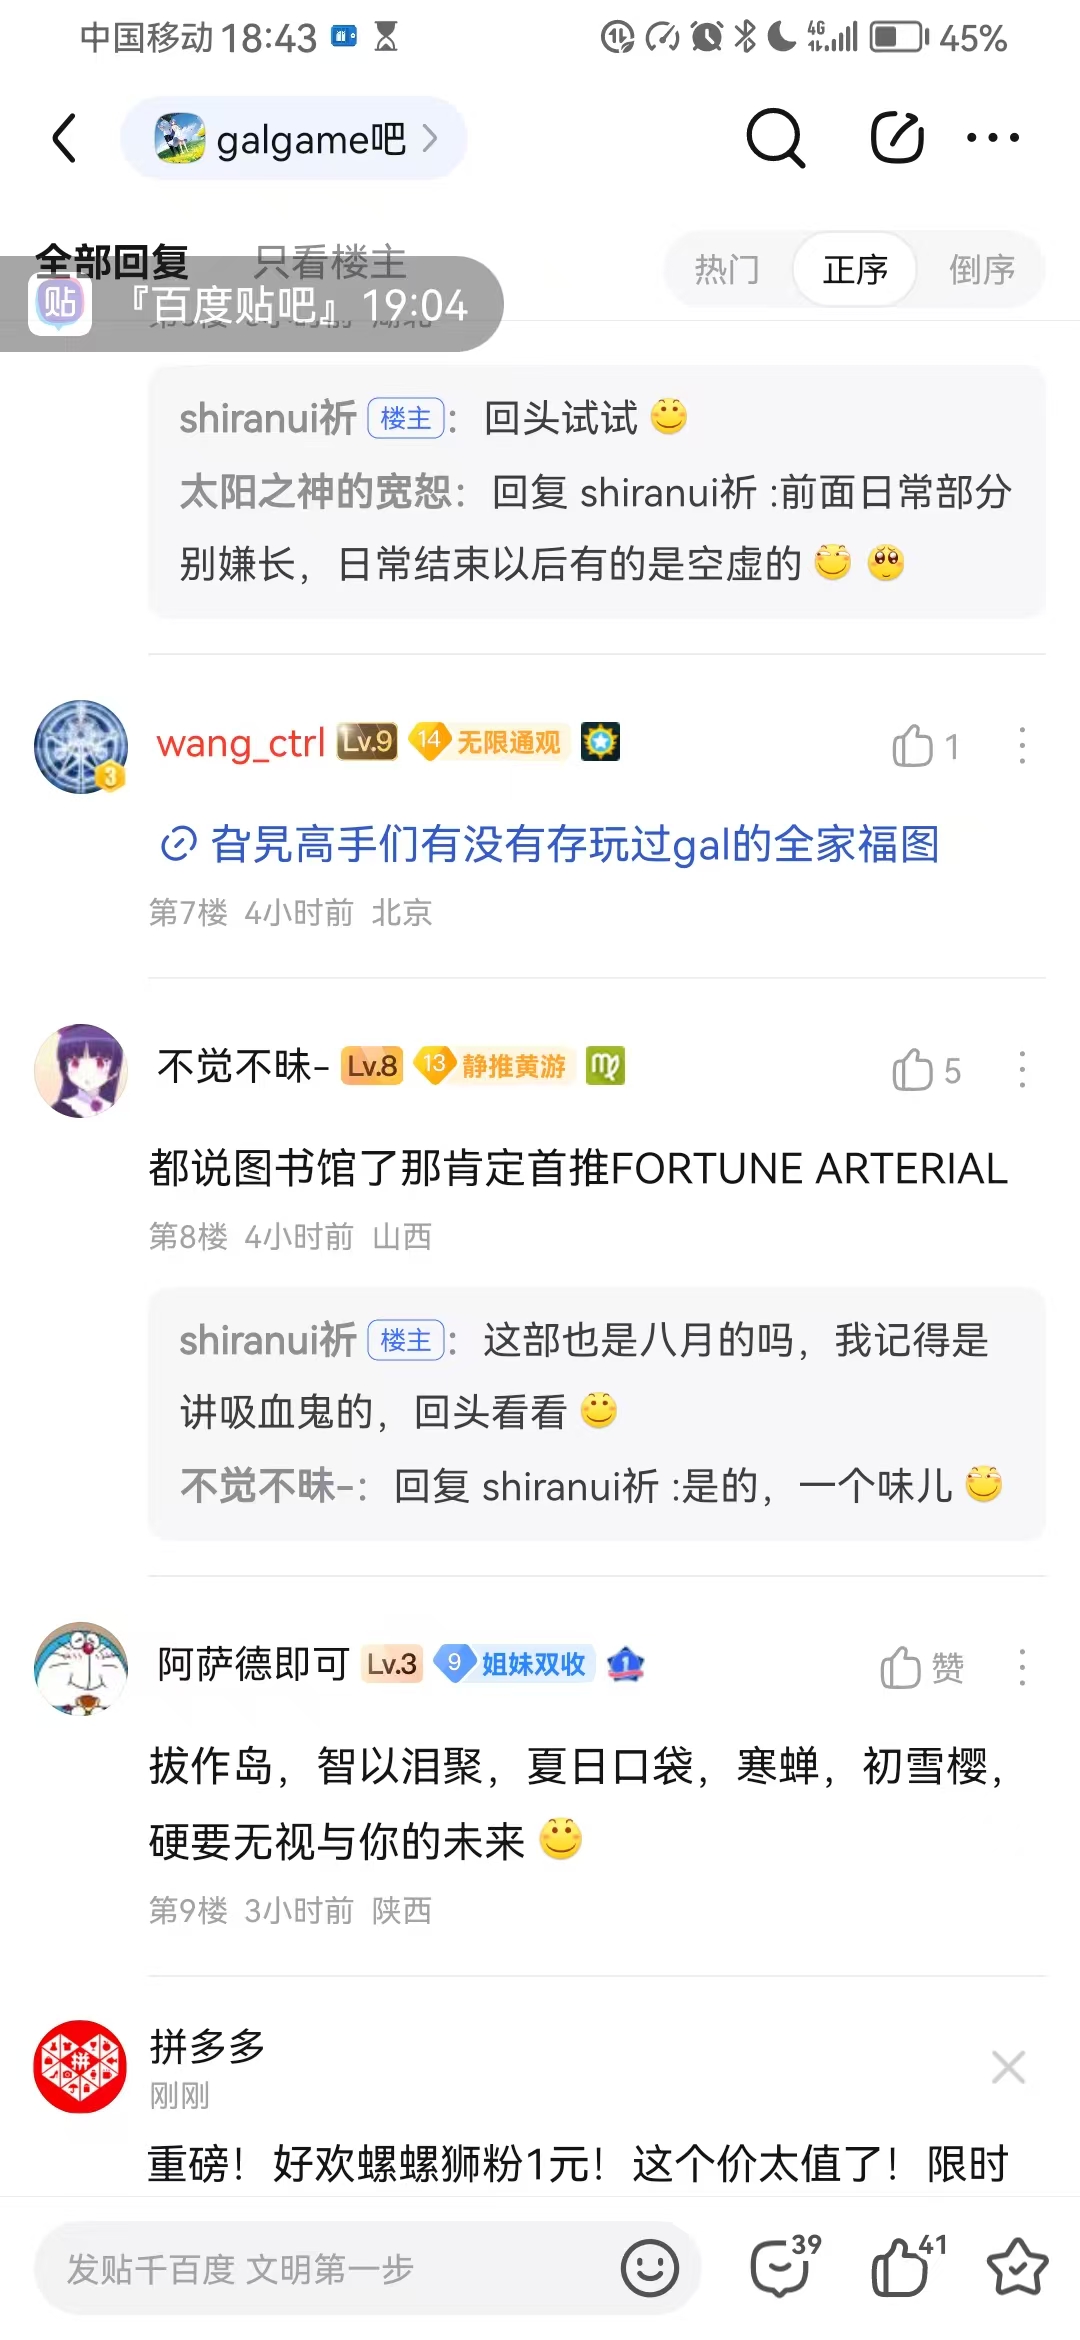 中国移动 18:43 4G 45%
galgame吧
全部回复 只看楼主 热门 正序 倒序
贴 『百度贴吧』 19:04
shiranui祈 楼主： 回头试试
太阳之神的宽恕： 回复 shiranui祈 :前面日常部分
别嫌长，日常结束以后有的是空虚的
wang_ctrl Lv.9 14 无限通观 1
3
旮旯高手们有没有存玩过gal的全家福图
第7楼 4小时前 北京
不觉不昧- Lv.8 13 静推黄游 5
都说图书馆了那肯定首推FORTUNE ARTERIAL
第8楼 4小时前 山西
shiranui祈 楼主： 这部也是八月的吗，我记得是
讲吸血鬼的，回头看看
不觉不昧-： 回复 shiranui祈 :是的，一个味儿
阿萨德即可 Lv.3 9 姐妹双收 1 赞
拔作岛，智以泪聚，夏日口袋，寒蝉，初雪樱，
硬要无视与你的未来
第9楼 3小时前 陕西
拼多多
拼
刚刚
重磅！好欢螺螺狮粉1元！这个价太值了！限时
发贴千百度 文明第一步 39 41